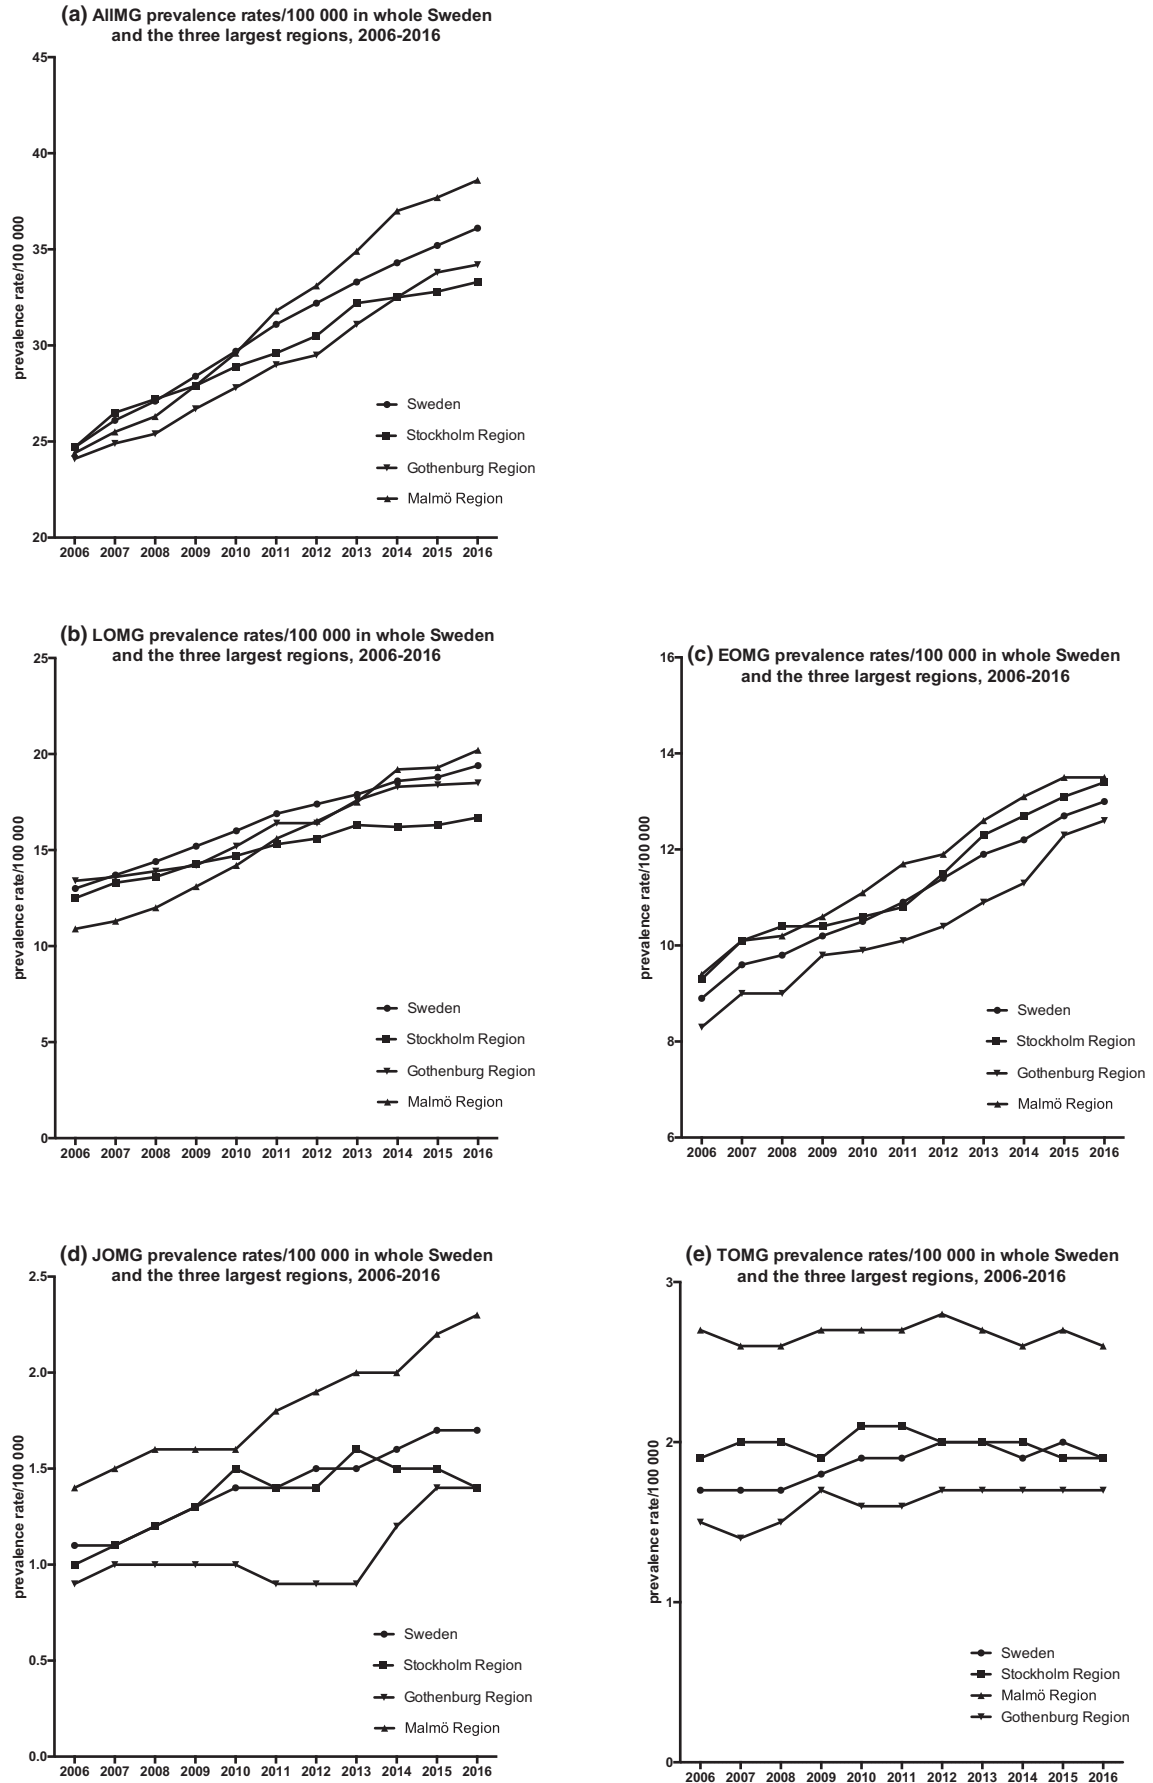 (a) AllMG prevalence rates/100 000 in whole Sweden
and the three largest regions, 2006-2016
prevalence rate/100 000
45
40
35
30
25
20
Sweden
Stockholm Region
Gothenburg Region
Malmö Region
2006 2007 2008 2009 2010 2011 2012 2013 2014 2015 2016
(b) LOMG prevalence rates/100 000 in whole Sweden
and the three largest regions, 2006-2016
prevalence rate/100 000
25
20
15
10
5
0
Sweden
Stockholm Region
Gothenburg Region
Malmö Region
2006 2007 2008 2009 2010 2011 2012 2013 2014 2015 2016
(c) EOMG prevalence rates/100 000 in whole Sweden
and the three largest regions, 2006-2016
prevalence rate/100 000
16
14
12
10
8
6
Sweden
Stockholm Region
Gothenburg Region
Malmö Region
2006 2007 2008 2009 2010 2011 2012 2013 2014 2015 2016
(d) JOMG prevalence rates/100 000 in whole Sweden
and the three largest regions, 2006-2016
prevalence rate/100 000
2.5
2.0
1.5
1.0
0.5
0.0
Sweden
Stockholm Region
Gothenburg Region
Malmö Region
2006 2007 2008 2009 2010 2011 2012 2013 2014 2015 2016
(e) TOMG prevalence rates/100 000 in whole Sweden
and the three largest regions, 2006-2016
prevalence rate/100 000
3
2
1
0
Sweden
Stockholm Region
Malmö Region
Gothenburg Region
2006 2007 2008 2009 2010 2011 2012 2013 2014 2015 2016